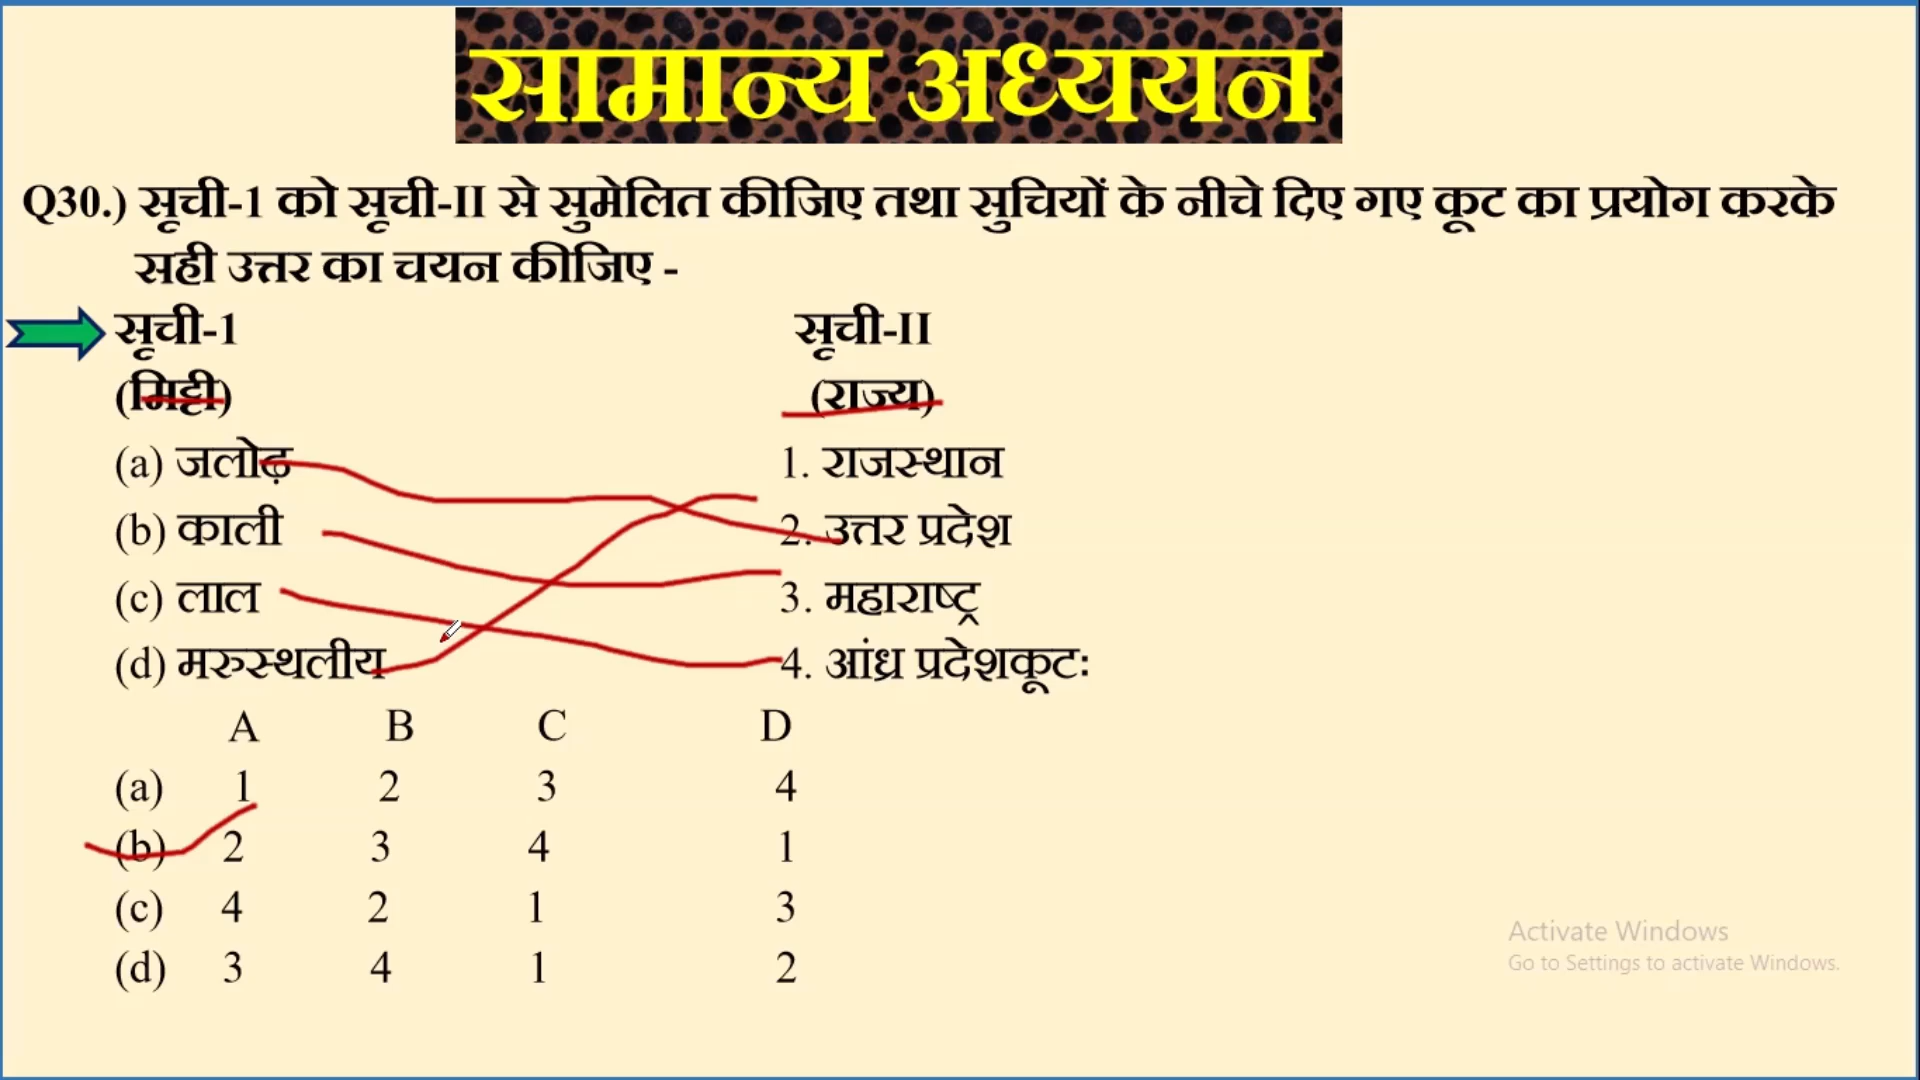 सामान्य अध्ययन
Q30.) सूची-1 को सूची-II से सुमेलित कीजिए तथा सुचियों के नीचे दिए गए कूट का प्रयोग करके
सही उत्तर का चयन कीजिए -
सूची-1 सूची-II
(मिट्टी) (राज्य)
(a) जलोढ़ 1. राजस्थान
(b) काली 2. उत्तर प्रदेश
(c) लाल 3. महाराष्ट्र
(d) मरुस्थलीय 4. आंध्र प्रदेशकूटः
A B C D
(a) 1 2 3 4
(b) 2 3 4 1
(c) 4 2 1 3
(d) 3 4 1 2
Activate Windows
Go to Settings to activate Windows.